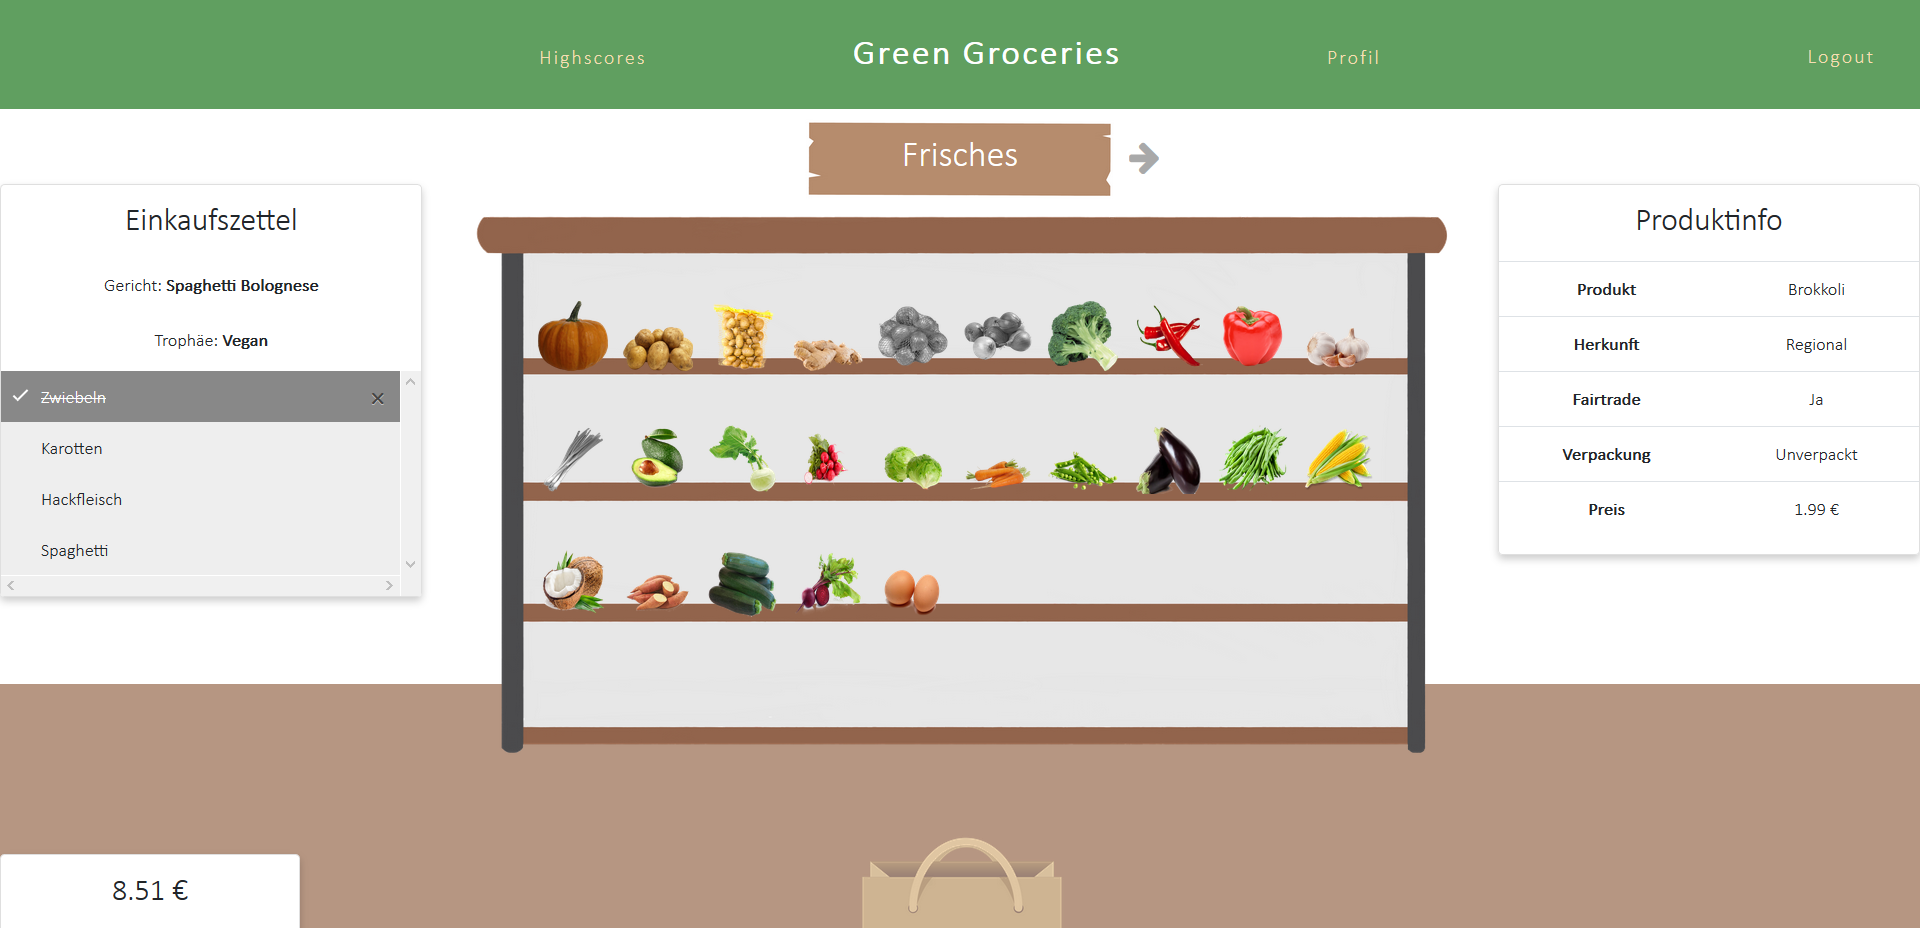 Highscores
Green Groceries
Profil
Logout
Frisches
Einkaufszettel
Gericht: Spaghetti Bolognese
Trophäe: Vegan
Zwiebeln
Karotten
Hackfleisch
Spaghetti
Produktinfo
Produkt Brokkoli
Herkunft Regional
Fairtrade Ja
Verpackung Unverpackt
Preis 1.99 €
8.51 €